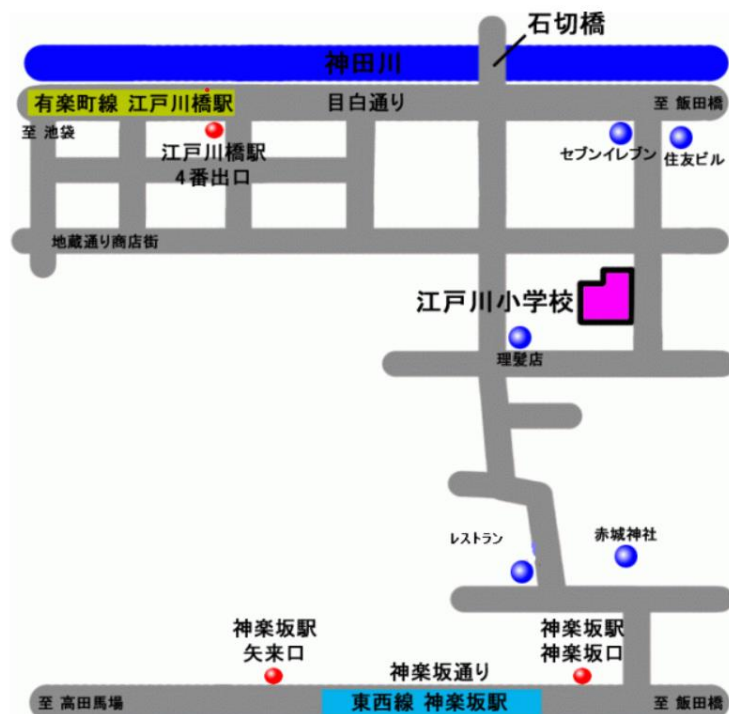 石切橋
神田川
有楽町線 江戸川橋駅
目白通り
至 飯田橋
至 池袋
江戸川橋駅
4番出口
セブンイレブン
住友ビル
地蔵通り商店街
江戸川小学校
理髪店
レストラン
赤城神社
神楽坂駅
矢来口
神楽坂駅
神楽坂口
神楽坂通り
至 高田馬場
東西線 神楽坂駅
至 飯田橋